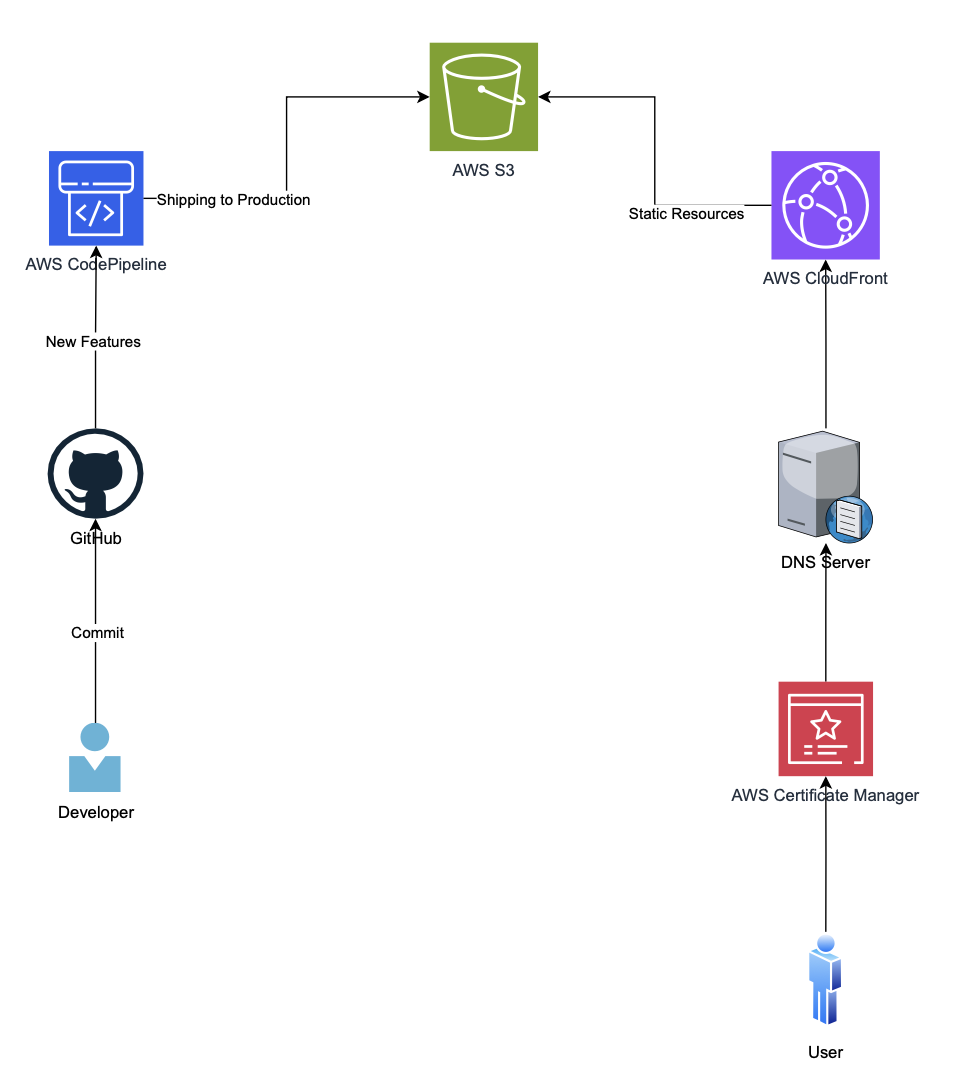 AWS S3
Shipping to Production
Static Resources
AWS CodePipeline
AWS CloudFront
New Features
GitHub
DNS Server
Commit
AWS Certificate Manager
Developer
User